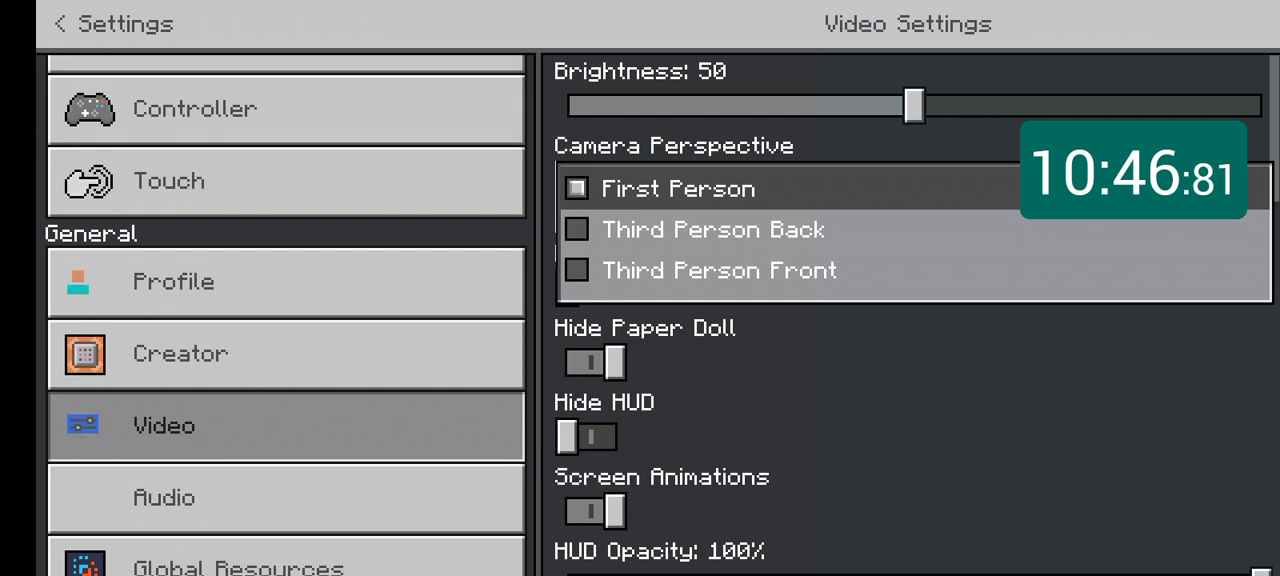 Settings
Video Settings
Controller
Touch
General
Profile
Creator
Video
Audio
Global Resources
Brightness: 50
Camera Perspective
10:46:81
First Person
Third Person Back
Third Person Front
Hide Paper Doll
Hide HUD
Screen Animations
HUD Opacity: 100%